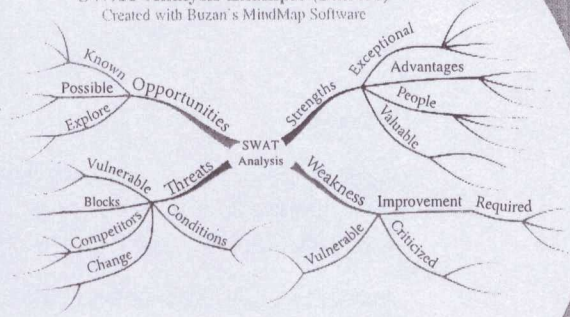 Created with Buzan's MindMap Software
Known
Possible
Explore
Opportunities
Strengths
Exceptional
Advantages
People
Valuable
SWAT
Analysis
Vulnerable
Blocks
Competitors
Change
Threats
Conditions
Weakness
Improvement Required
Vulnerable
Criticized